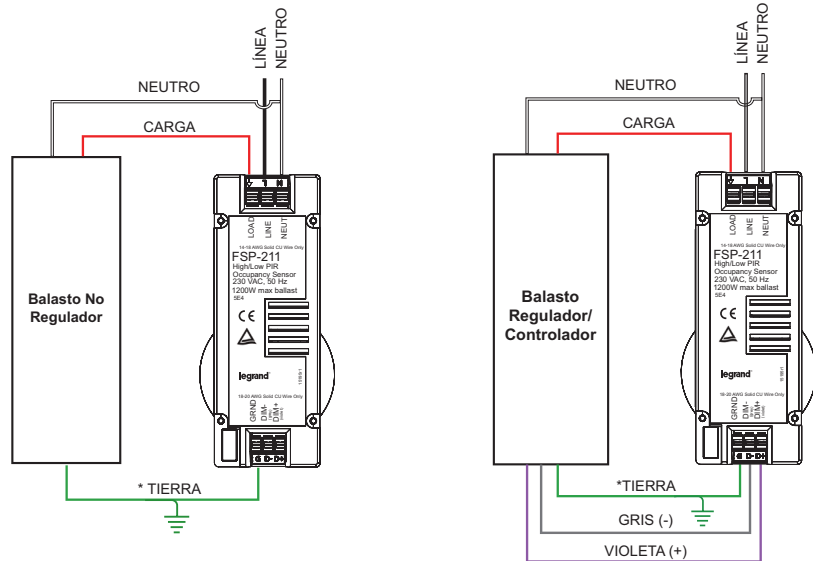 LÍNEA
NEUTRO
NEUTRO
CARGA
L
N
LOAD
LINE
NEUT
14-18 AWG Solid CU Wire Only
FSP-211
High/Low PIR
Occupancy Sensor
230 VAC, 50 Hz
1200W max ballast
5E4
CE
legrand
18-20 AWG Solid CU Wire Only
GRND
DIM-
DIM+
G D- D+
Balasto No
Regulador
* TIERRA
LÍNEA
NEUTRO
NEUTRO
CARGA
L
N
LOAD
LINE
NEUT
14-18 AWG Solid CU Wire Only
FSP-211
High/Low PIR
Occupancy Sensor
230 VAC, 50 Hz
1200W max ballast
5E4
CE
legrand
18-20 AWG Solid CU Wire Only
GRND
DIM-
DIM+
G D- D+
Balasto
Regulador/
Controlador
*TIERRA
GRIS (-)
VIOLETA (+)